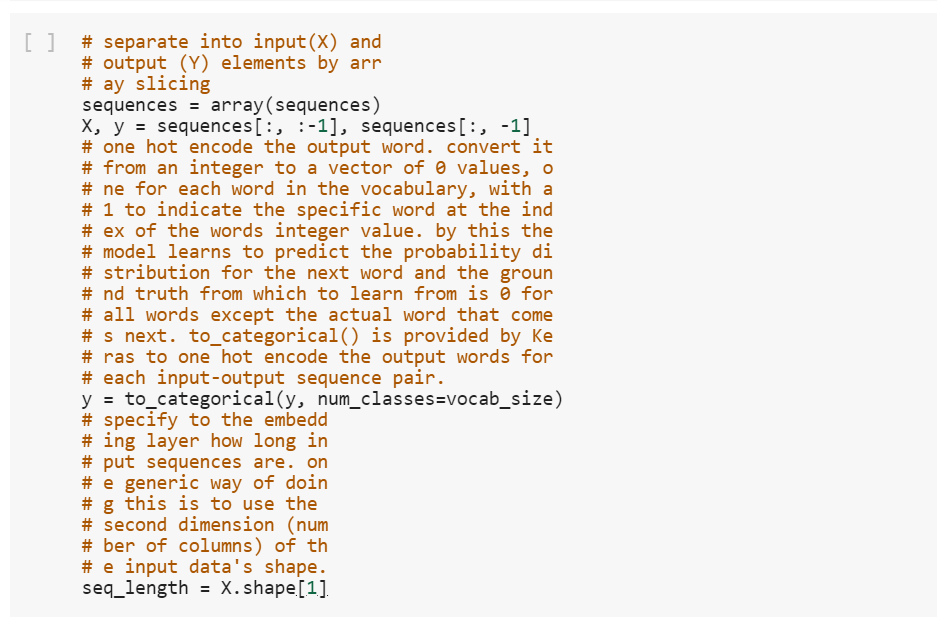 [ ] # separate into input(X) and
# output (Y) elements by arr
# ay slicing
sequences = array(sequences)
X, y = sequences[:, :-1], sequences[:, -1]
# one hot encode the output word. convert it
# from an integer to a vector of 0 values, o
# ne for each word in the vocabulary, with a
# 1 to indicate the specific word at the ind
# ex of the words integer value. by this the
# model learns to predict the probability di
# stribution for the next word and the groun
# nd truth from which to learn from is 0 for
# all words except the actual word that come
# s next. to_categorical() is provided by Ke
# ras to one hot encode the output words for
# each input-output sequence pair.
y = to_categorical(y, num_classes=vocab_size)
# specify to the embedd
# ing layer how long in
# put sequences are. on
# e generic way of doin
# g this is to use the
# second dimension (num
# ber of columns) of th
# e input data's shape.
seq_length = X.shape[1]